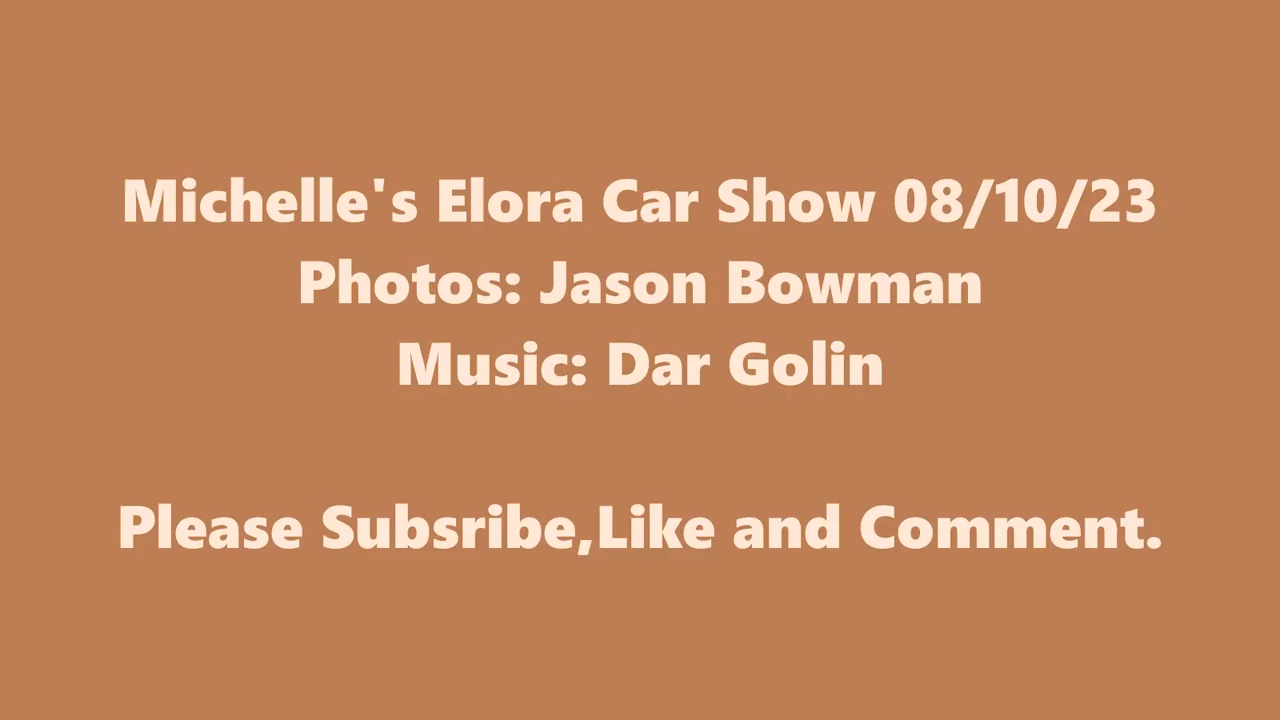 Michelle's Elora Car Show 08/10/23
Photos: Jason Bowman
Music: Dar Golin
Please Subsribe,Like and Comment.